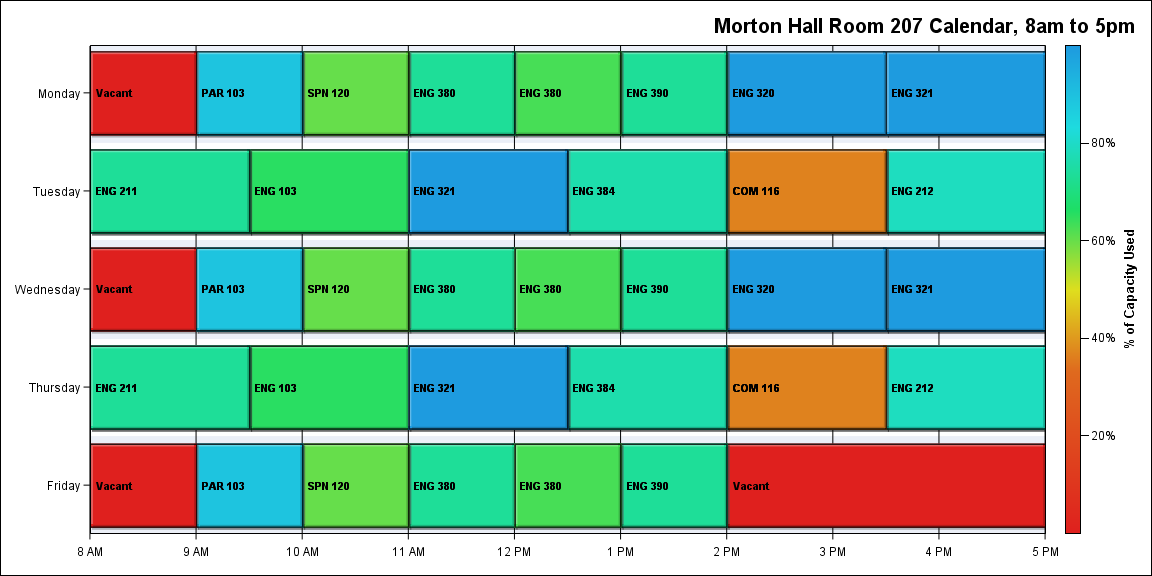 Morton Hall Room 207 Calendar, 8am to 5pm
Monday
Vacant
PAR 103
SPN 120
ENG 380
ENG 380
ENG 390
ENG 320
ENG 321
Tuesday
ENG 211
ENG 103
ENG 321
ENG 384
COM 116
ENG 212
Wednesday
Vacant
PAR 103
SPN 120
ENG 380
ENG 380
ENG 390
ENG 320
ENG 321
Thursday
ENG 211
ENG 103
ENG 321
ENG 384
COM 116
ENG 212
Friday
Vacant
PAR 103
SPN 120
ENG 380
ENG 380
ENG 390
Vacant
8 AM
9 AM
10 AM
11 AM
12 PM
1 PM
2 PM
3 PM
4 PM
5 PM
80%
60%
40%
20%
% of Capacity Used